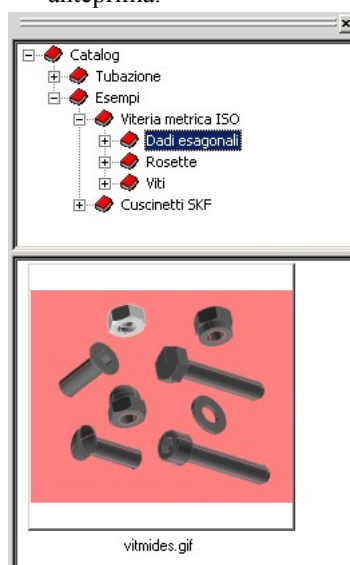 anteprima.
Catalog
Tubazione
Esempi
Viteria metrica ISO
Dadi esagonali
Rosette
Viti
Cuscinetti SKF
vitmides.gif